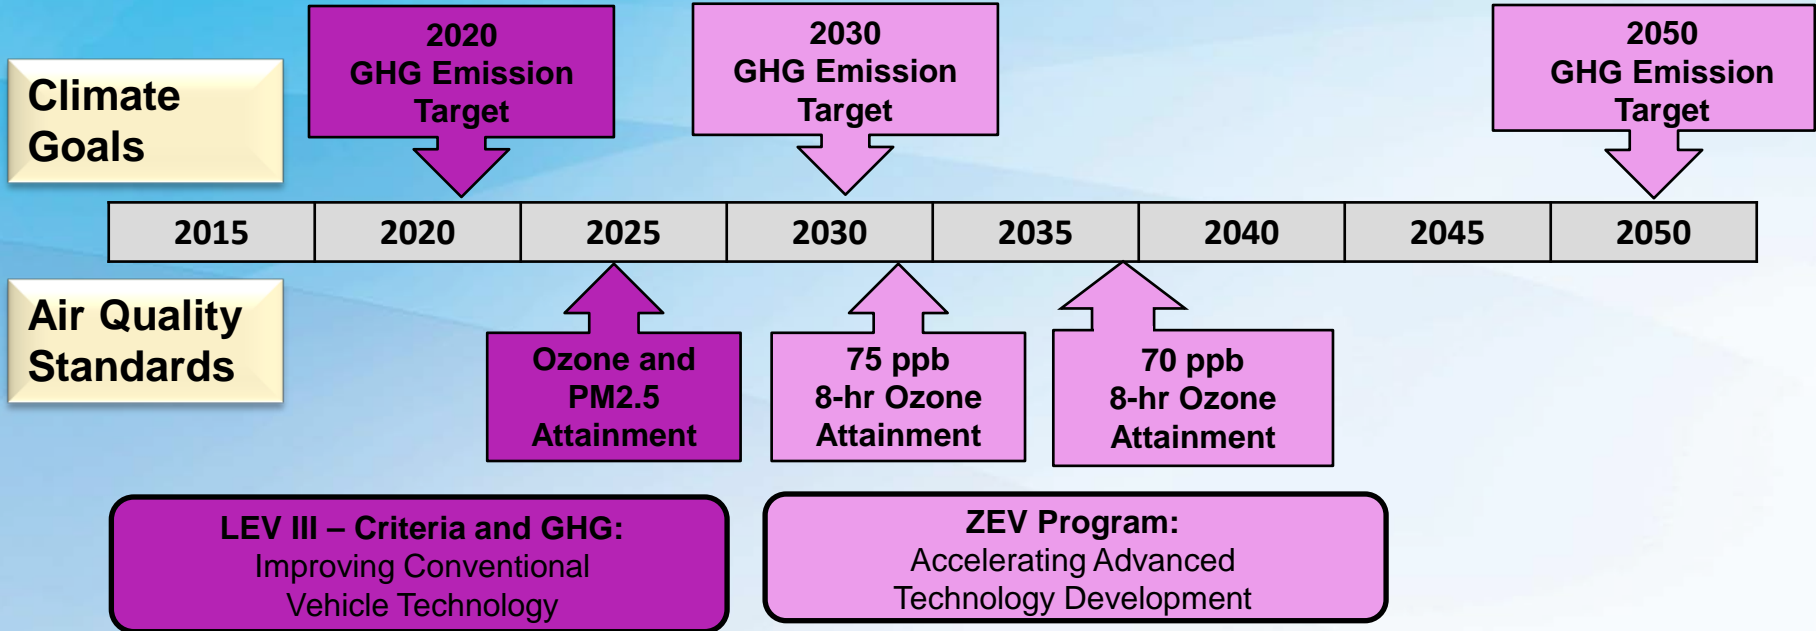 Climate
Goals
2020
GHG Emission
Target
2030
GHG Emission
Target
2050
GHG Emission
Target
2015 2020 2025 2030 2035 2040 2045 2050
Air Quality
Standards
Ozone and
PM2.5
Attainment
75 ppb
8-hr Ozone
Attainment
70 ppb
8-hr Ozone
Attainment
LEV III – Criteria and GHG:
Improving Conventional
Vehicle Technology
ZEV Program:
Accelerating Advanced
Technology Development